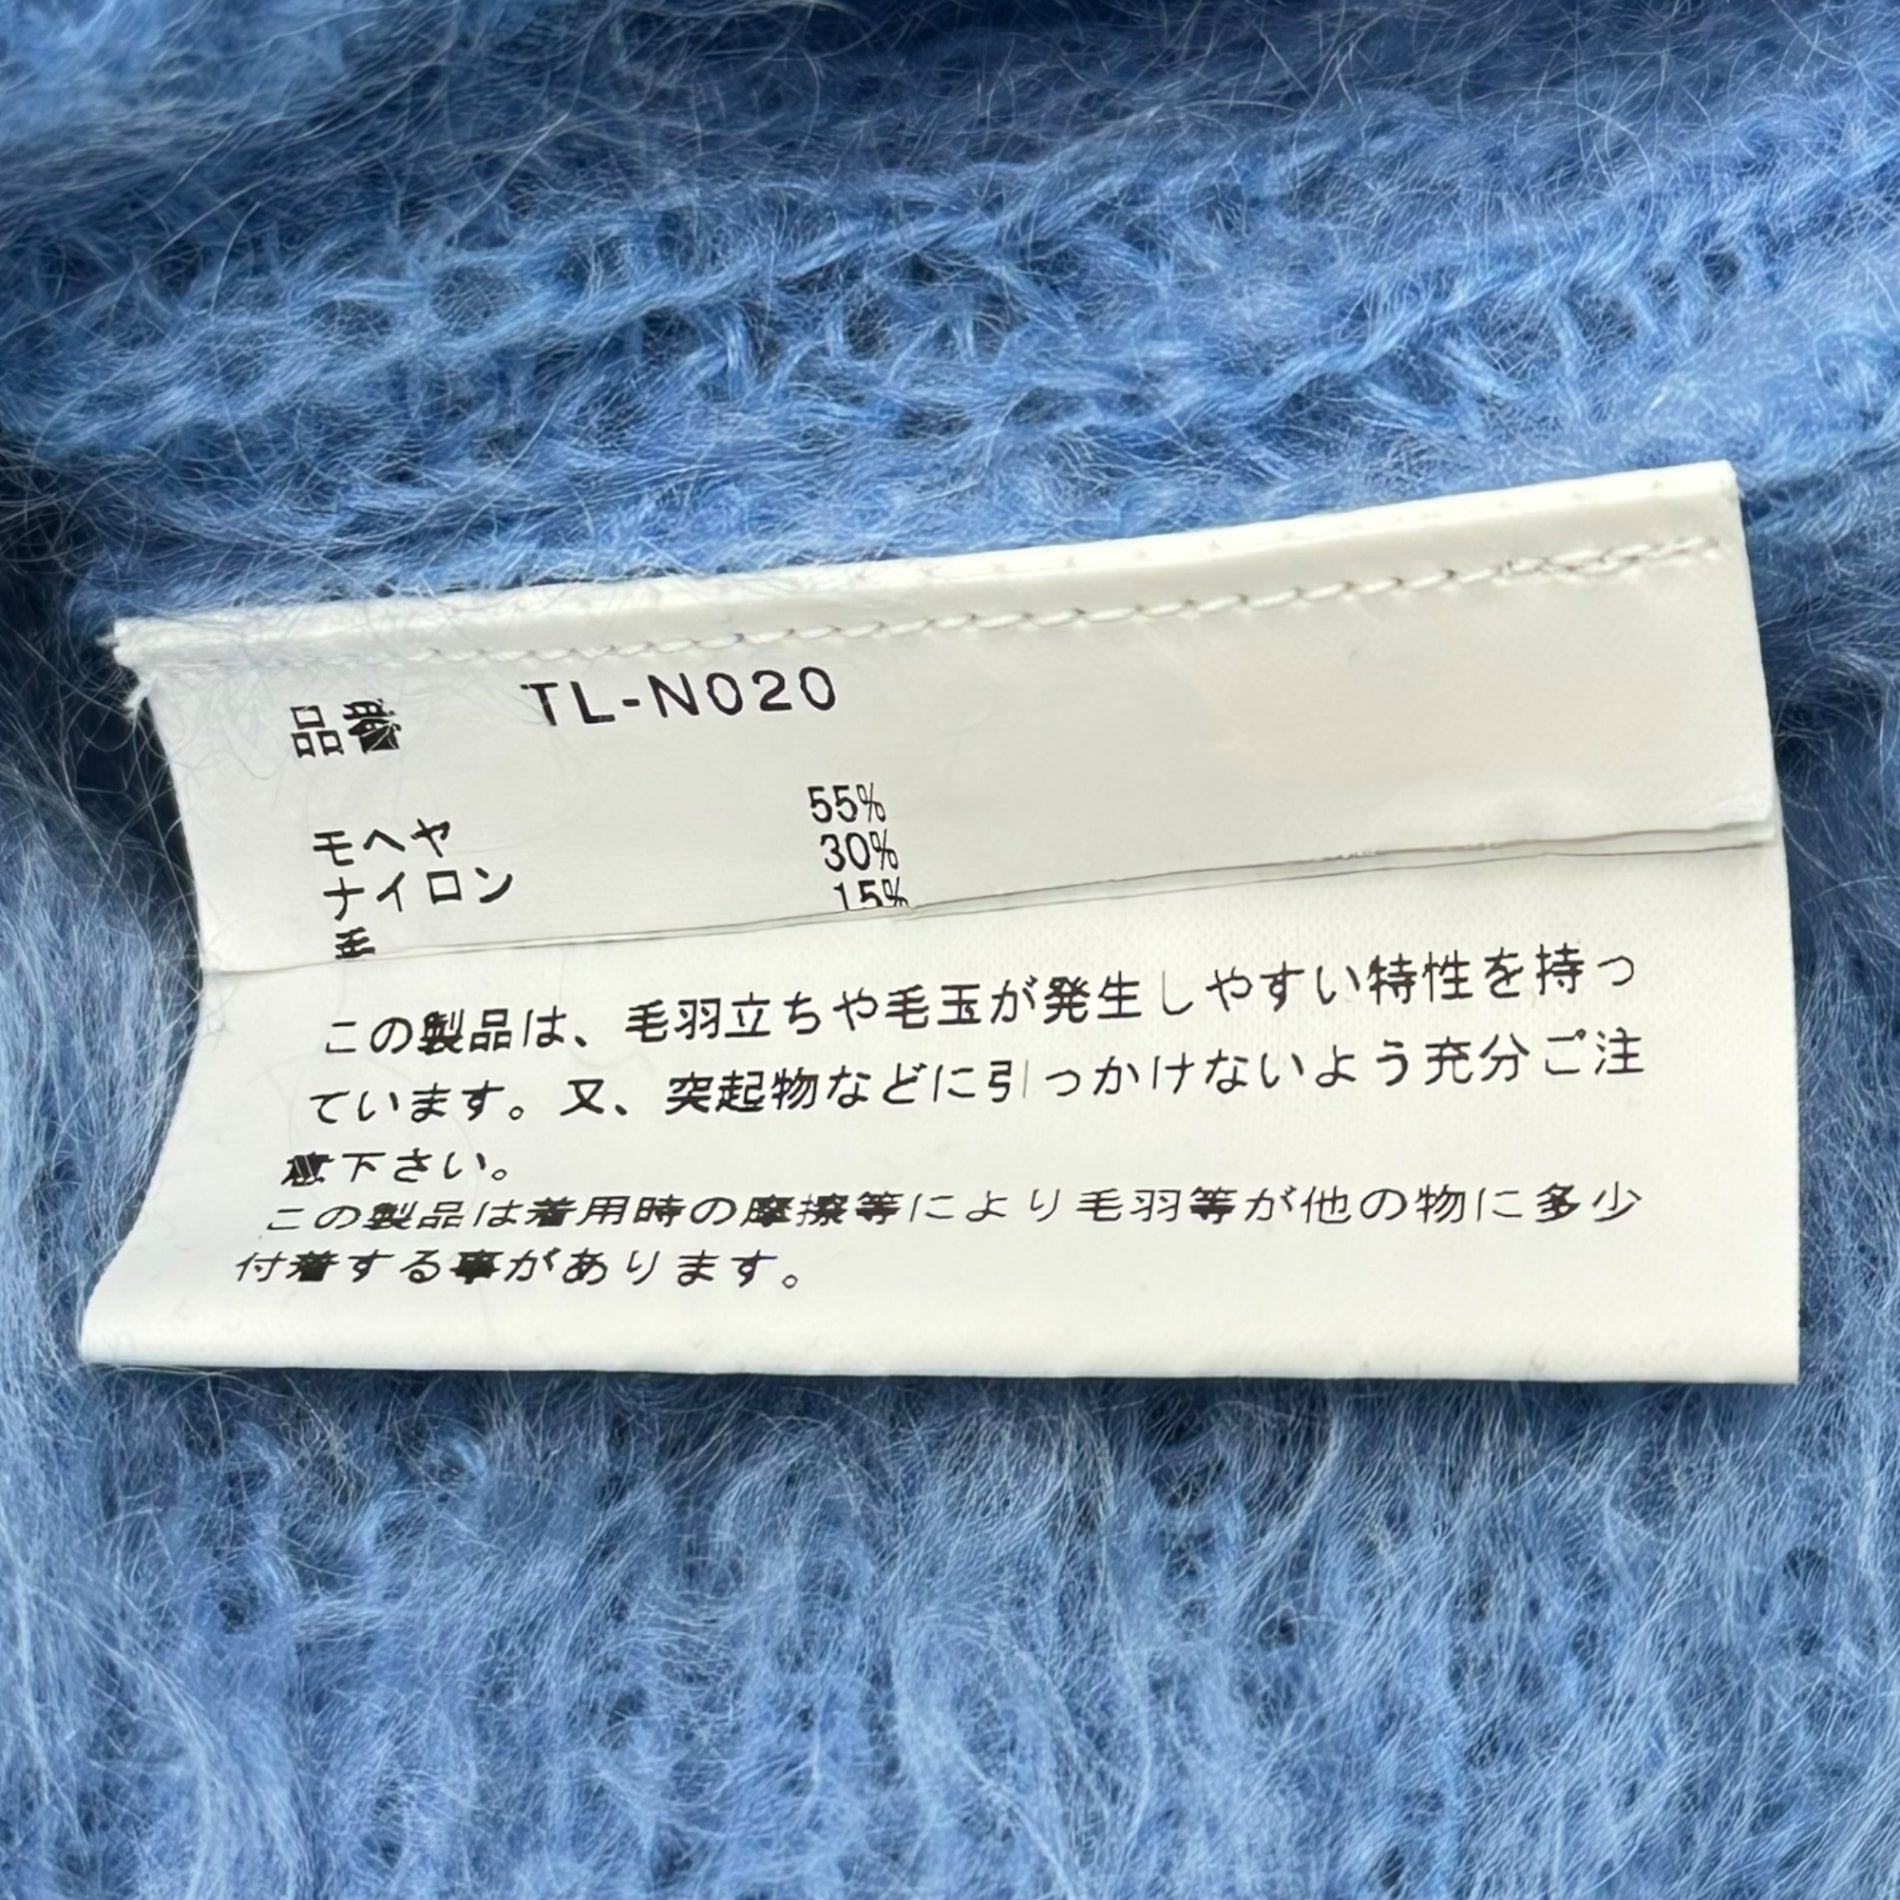 品番 TL-N020
モヘヤ 55%
ナイロン 30%
毛 15%
この製品は、毛羽立ちや毛玉が発生しやすい特性を持っ
ています。又、突起物などに引っかけないよう充分ご注
意下さい。
この製品は着用時の摩擦等により毛羽等が他の物に多少
付着する事があります。